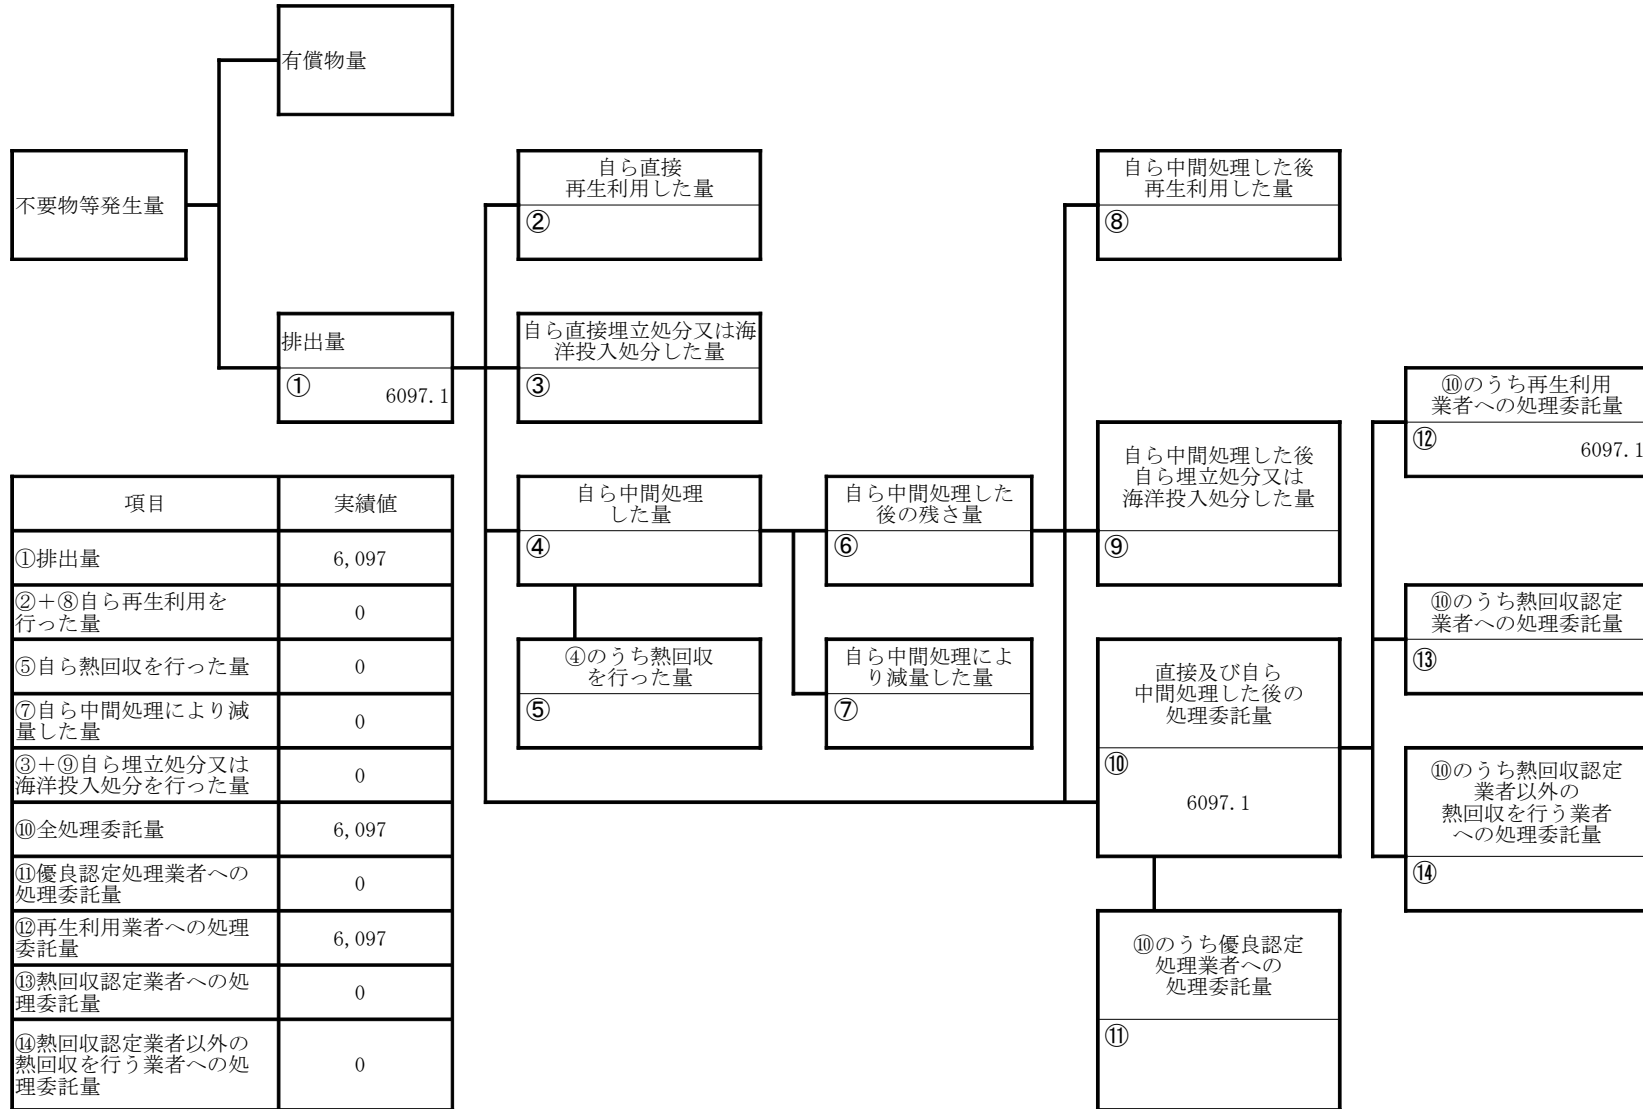 有償物量
不要物等発生量
自ら直接
再生利用した量
②
自ら中間処理した後
再生利用した量
⑧
排出量
①
6097.1
自ら直接埋立処分又は海
洋投入処分した量
③
⑩のうち再生利用
業者への処理委託量
⑫
6097.1
自ら中間処理
した量
④
自ら中間処理した
後の残さ量
⑥
自ら中間処理した後
自ら埋立処分又は
海洋投入処分した量
⑨
④のうち熱回収
を行った量
⑤
自ら中間処理によ
り減量した量
⑦
直接及び自ら
中間処理した後の
処理委託量
⑩
6097.1
⑩のうち熱回収認定
業者への処理委託量
⑬
⑩のうち熱回収認定
業者以外の
熱回収を行う業者
への処理委託量
⑭
⑩のうち優良認定
処理業者への
処理委託量
⑪
項目 実績値
①排出量 6,097
②+⑧自ら再生利用を
行った量 0
⑤自ら熱回収を行った量 0
⑦自ら中間処理により減
量した量 0
③+⑨自ら埋立処分又は
海洋投入処分を行った量 0
⑩全処理委託量 6,097
⑪優良認定処理業者への
処理委託量 0
⑫再生利用業者への処理
委託量 6,097
⑬熱回収認定業者への処
理委託量 0
⑭熱回収認定業者以外の
熱回収を行う業者への処
理委託量 0